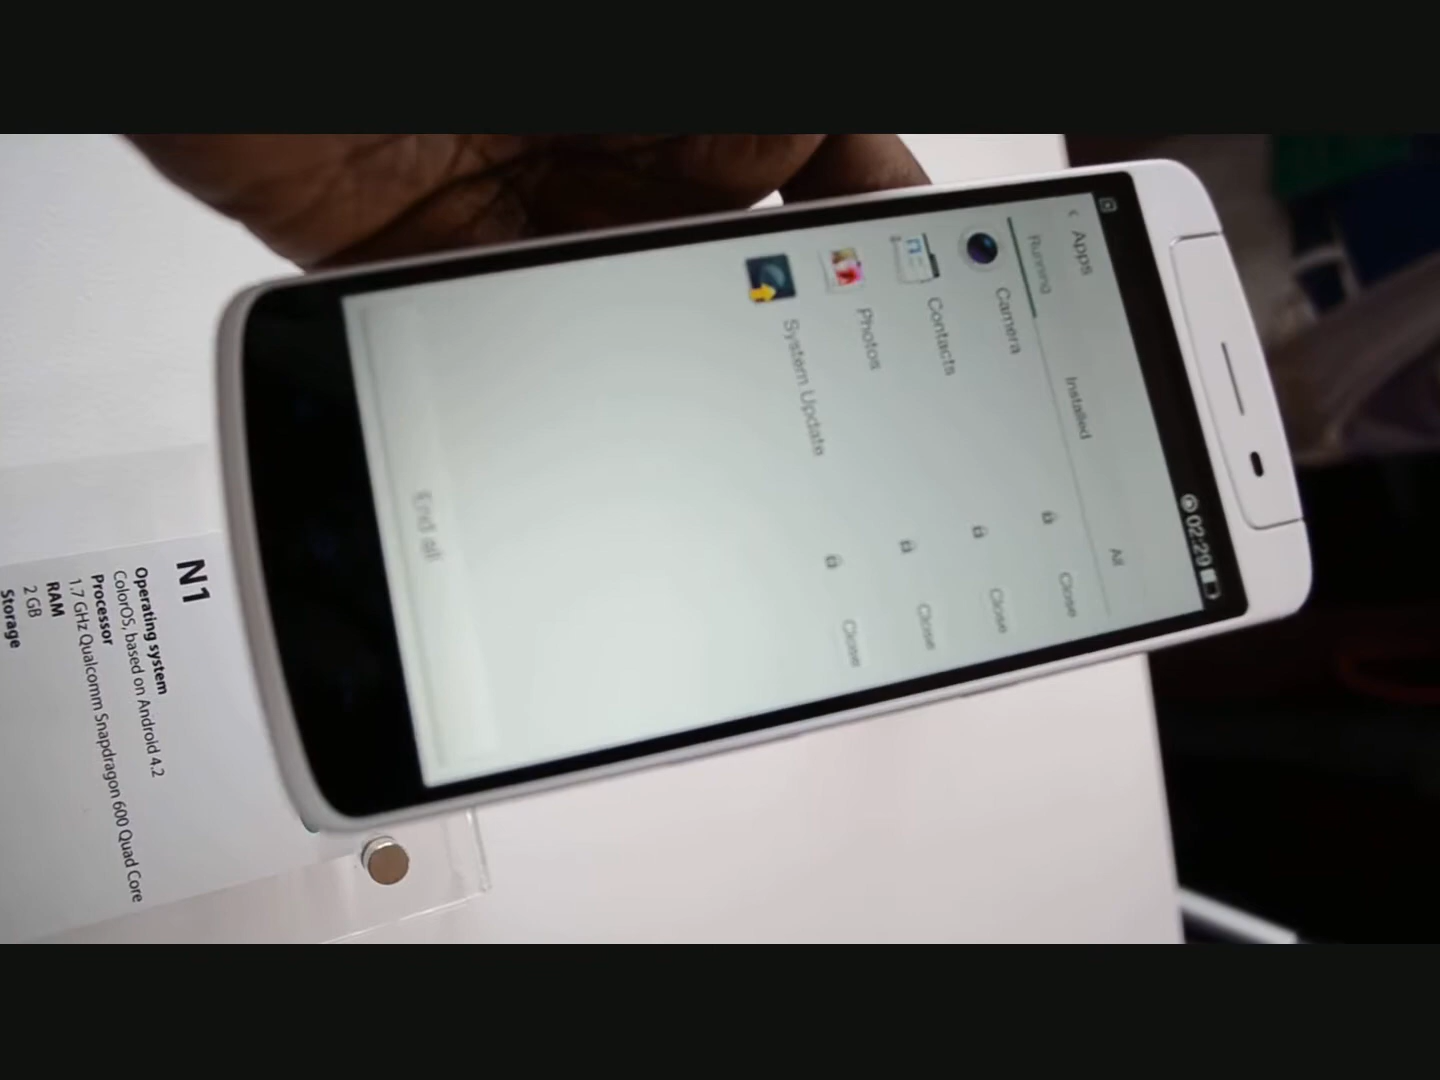 02:29
Apps
Running
Installed
All
Camera
Close
Contacts
Close
Photos
Close
System Update
Close
End all
N1
Operating system
ColorOS, based on Android 4.2
Processor
1.7 GHz Qualcomm Snapdragon 600 Quad Core
RAM
2 GB
Storage